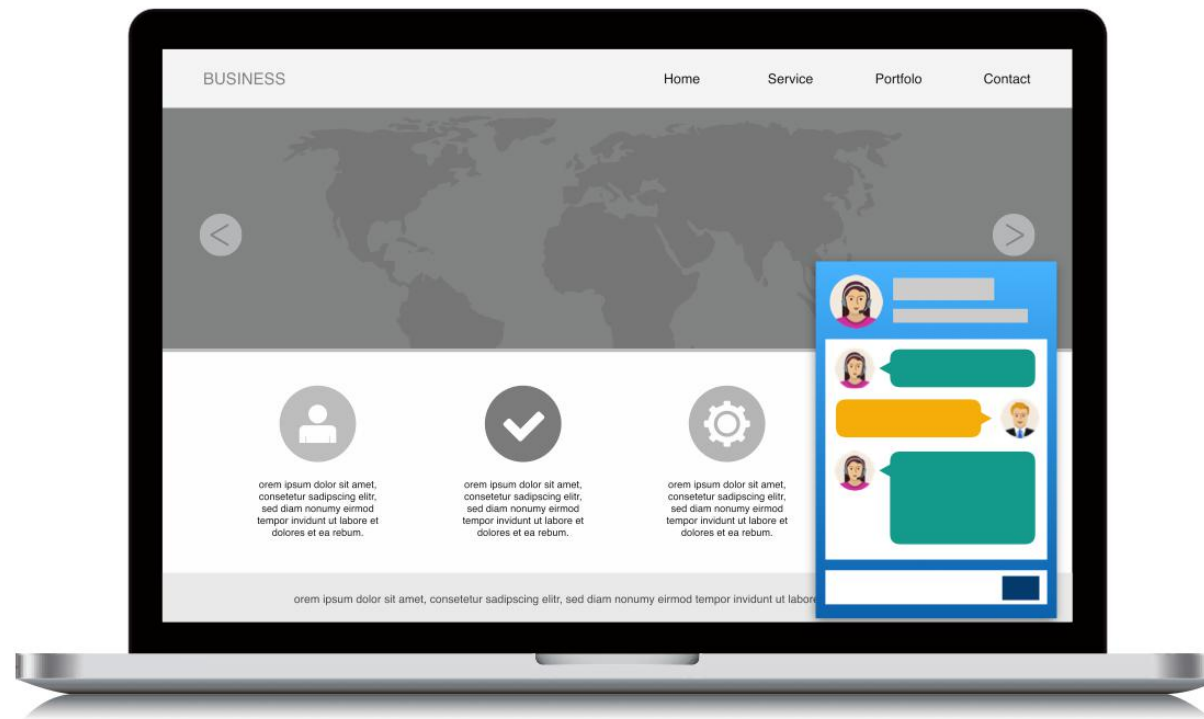 BUSINESS
Home
Service
Portfolo
Contact
<
>
orem ipsum dolor sit amet,
consetetur sadipscing elitr,
sed diam nonumy eirmod
tempor invidunt ut labore et
dolores et ea rebum.
orem ipsum dolor sit amet,
consetetur sadipscing elitr,
sed diam nonumy eirmod
tempor invidunt ut labore et
dolores et ea rebum.
orem ipsum dolor sit amet,
consetetur sadipscing elitr,
sed diam nonumy eirmod
tempor invidunt ut labore et
dolores et ea rebum.
orem ipsum dolor sit amet, consetetur sadipscing elitr, sed diam nonumy eirmod tempor invidunt ut labore